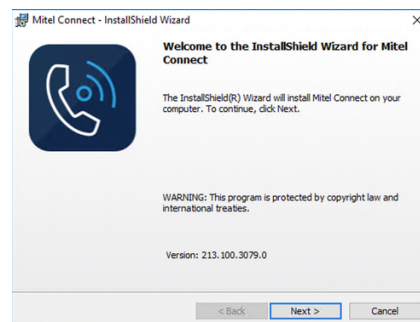 Mitel Connect - InstallShield Wizard
Welcome to the InstallShield Wizard for Mitel
Connect
The InstallShield(R) Wizard will install Mitel Connect on your
computer. To continue, click Next.
WARNING: This program is protected by copyright law and
international treaties.
Version: 213.100.3079.0
< Back Next > Cancel